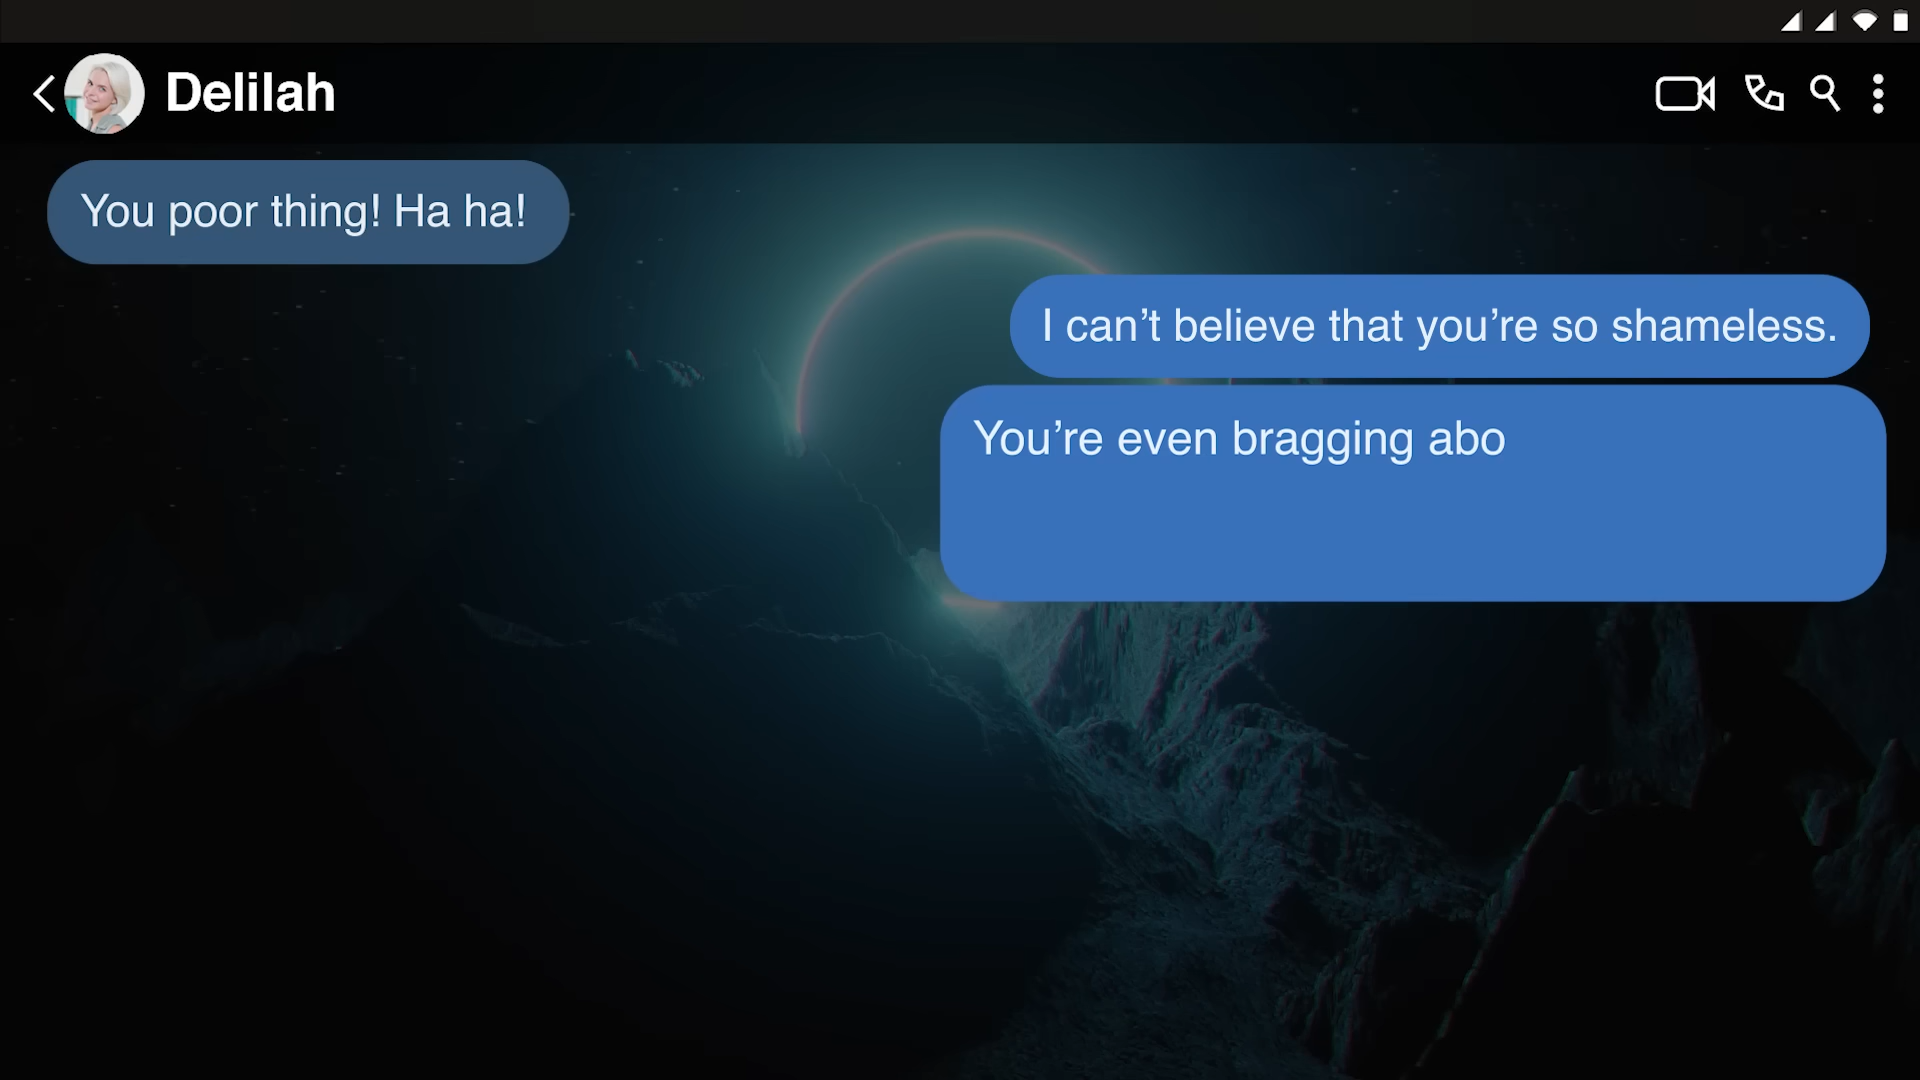 Delilah
You poor thing! Ha ha!
I can’t believe that you’re so shameless.
You’re even bragging abo